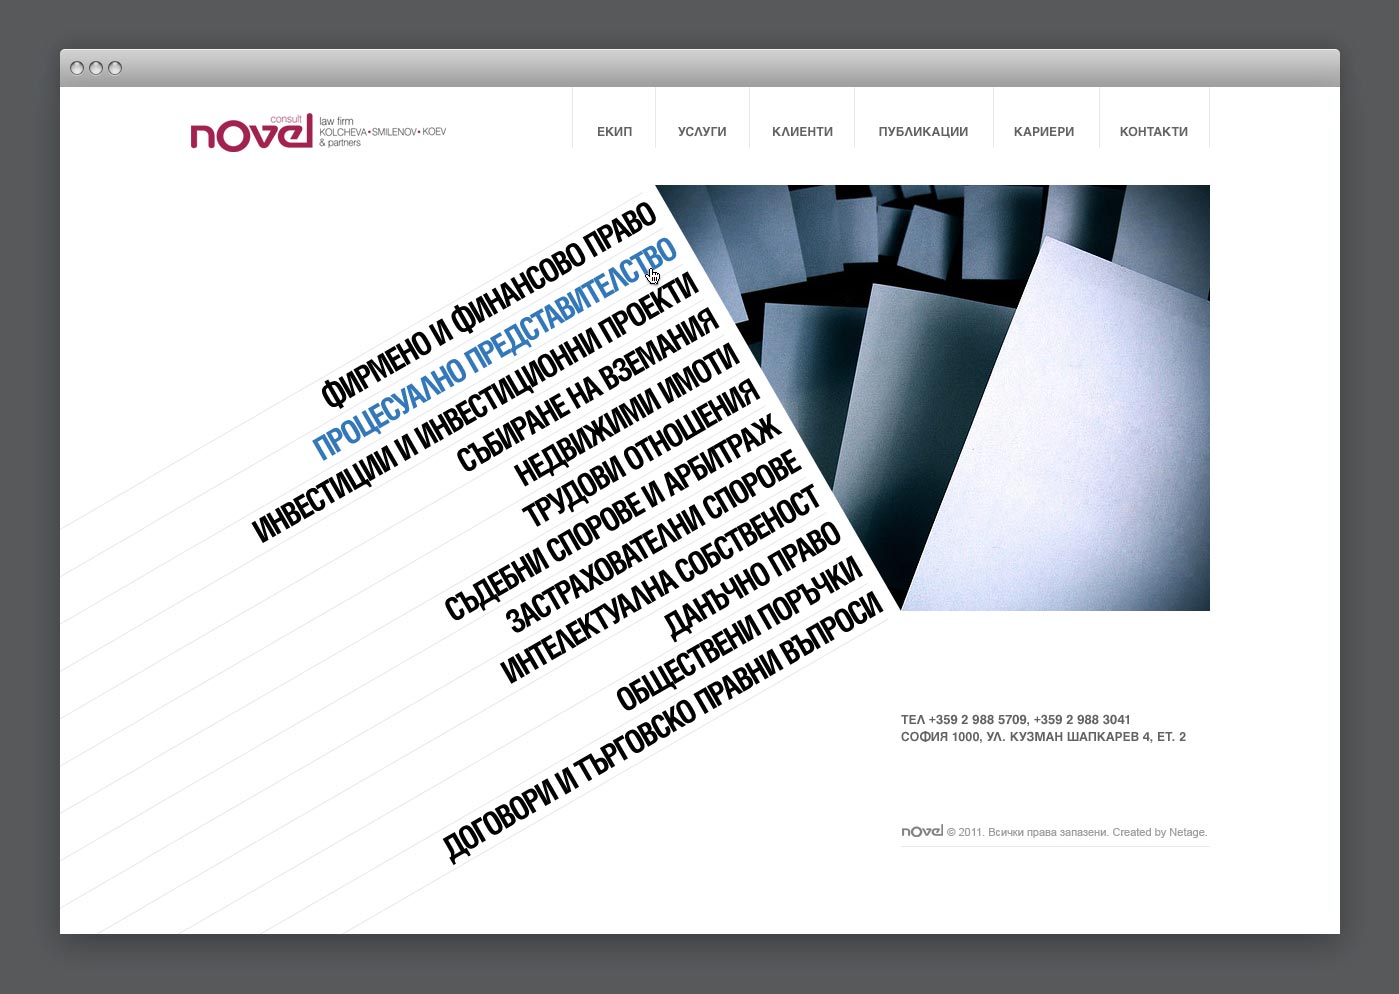 consult
novel
law firm
KOLCHEVA•SMILENOV•KOEV
& partners
ЕКИП
УСЛУГИ
КЛИЕНТИ
ПУБЛИКАЦИИ
КАРИЕРИ
КОНТАКТИ
ФИРМЕНО И ФИНАНСОВО ПРАВО
ПРОЦЕСУАЛНО ПРЕДСТАВИТЕЛСТВО
ИНВЕСТИЦИИ И ИНВЕСТИЦИОННИ ПРОЕКТИ
СЪБИРАНЕ НА ВЗЕМАНИЯ
НЕДВИЖИМИ ИМОТИ
ТРУДОВИ ОТНОШЕНИЯ
СЪДЕБНИ СПОРОВЕ И АРБИТРАЖ
ЗАСТРАХОВАТЕЛНИ СПОРОВЕ
ИНТЕЛЕКТУАЛНА СОБСТВЕНОСТ
ДАНЪЧНО ПРАВО
ОБЩЕСТВЕНИ ПОРЪЧКИ
ДОГОВОРИ И ТЪРГОВСКО ПРАВНИ ВЪПРОСИ
ТЕЛ +359 2 988 5709, +359 2 988 3041
СОФИЯ 1000, УЛ. КУЗМАН ШАПКАРЕВ 4, ЕТ. 2
novel © 2011. Всички права запазени. Created by Netage.